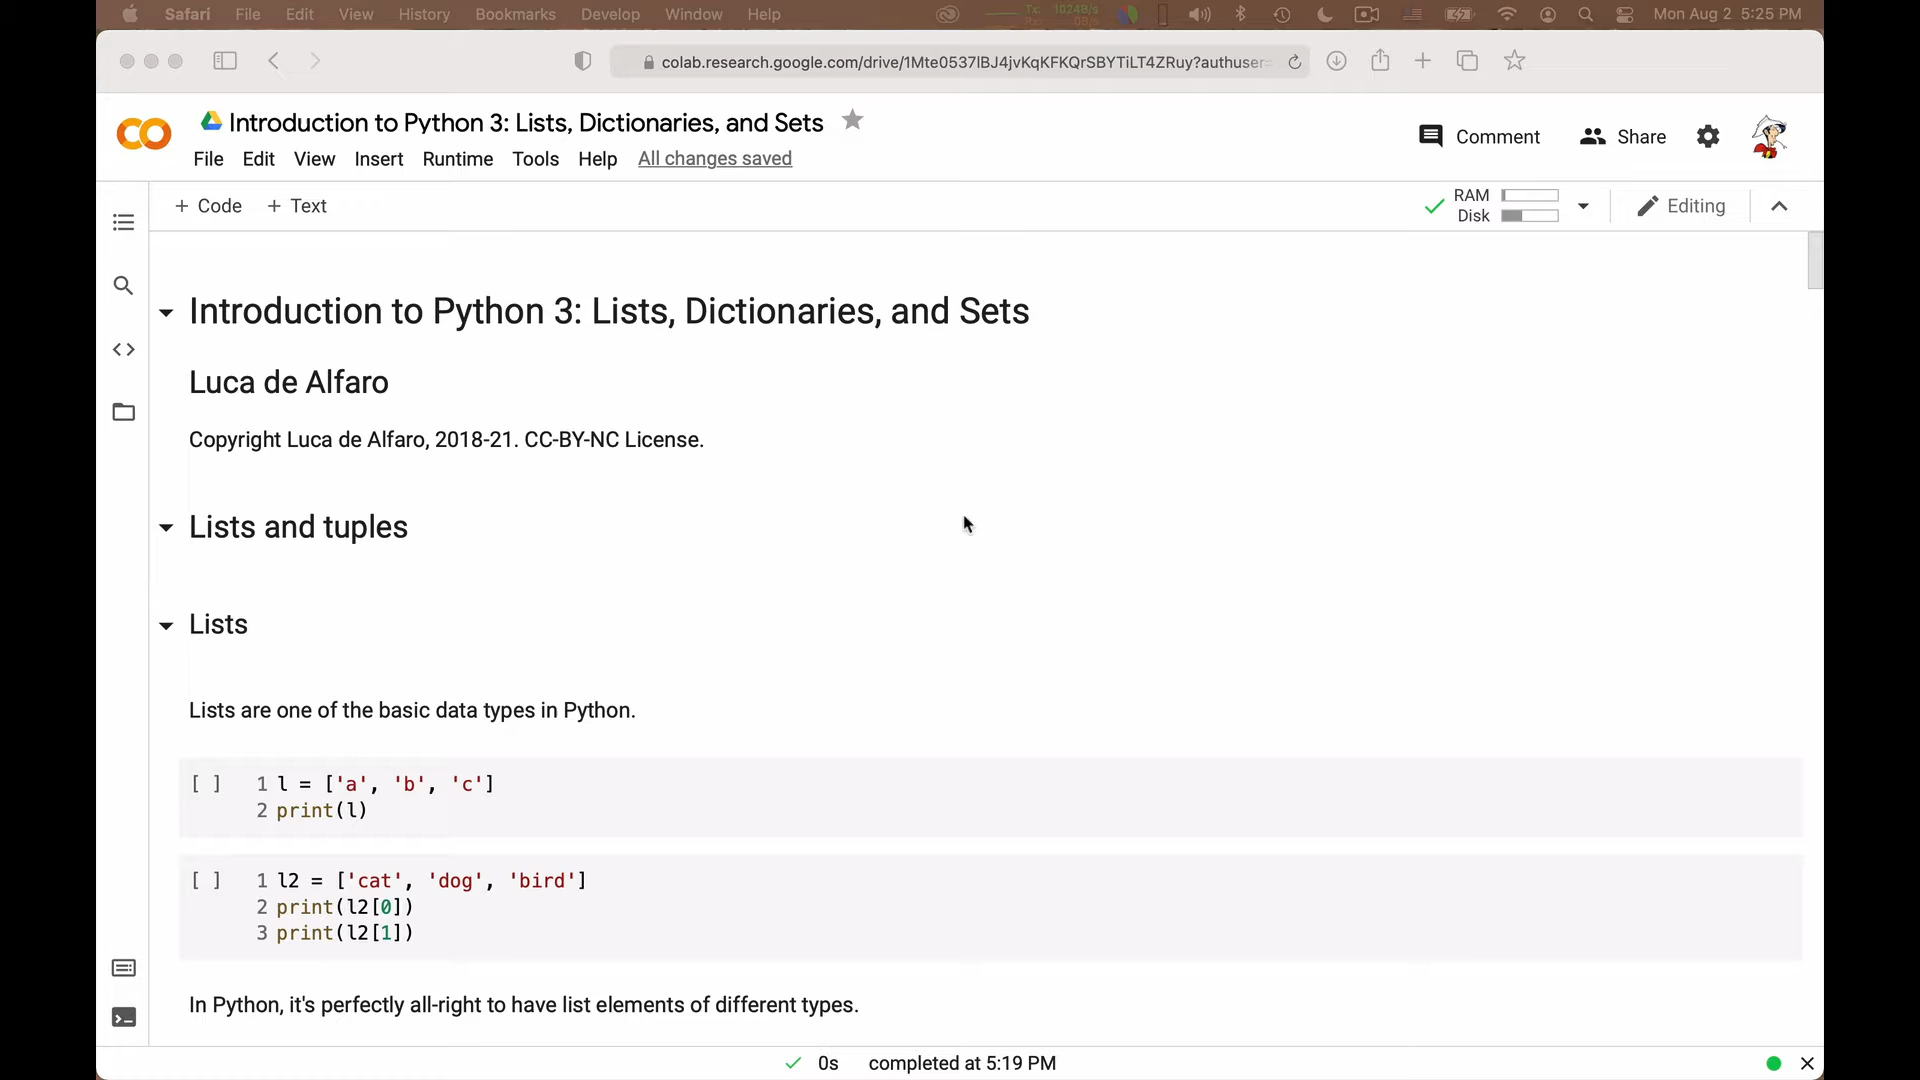 Safari File Edit View History Bookmarks Develop Window Help Mon Aug 2 5:25 PM
colab.research.google.com/drive/1Mte0537lBJ4jvKqKFKQrSBYTiLT4ZRuy?authuser=
Introduction to Python 3: Lists, Dictionaries, and Sets
Comment Share
File Edit View Insert Runtime Tools Help All changes saved
+ Code + Text
RAM
Disk
Editing
Introduction to Python 3: Lists, Dictionaries, and Sets
Luca de Alfaro
Copyright Luca de Alfaro, 2018-21. CC-BY-NC License.
Lists and tuples
Lists
Lists are one of the basic data types in Python.
[ ] 1 l = ['a', 'b', 'c']
2 print(l)
[ ] 1 l2 = ['cat', 'dog', 'bird']
2 print(l2[0])
3 print(l2[1])
In Python, it's perfectly all-right to have list elements of different types.
0s completed at 5:19 PM